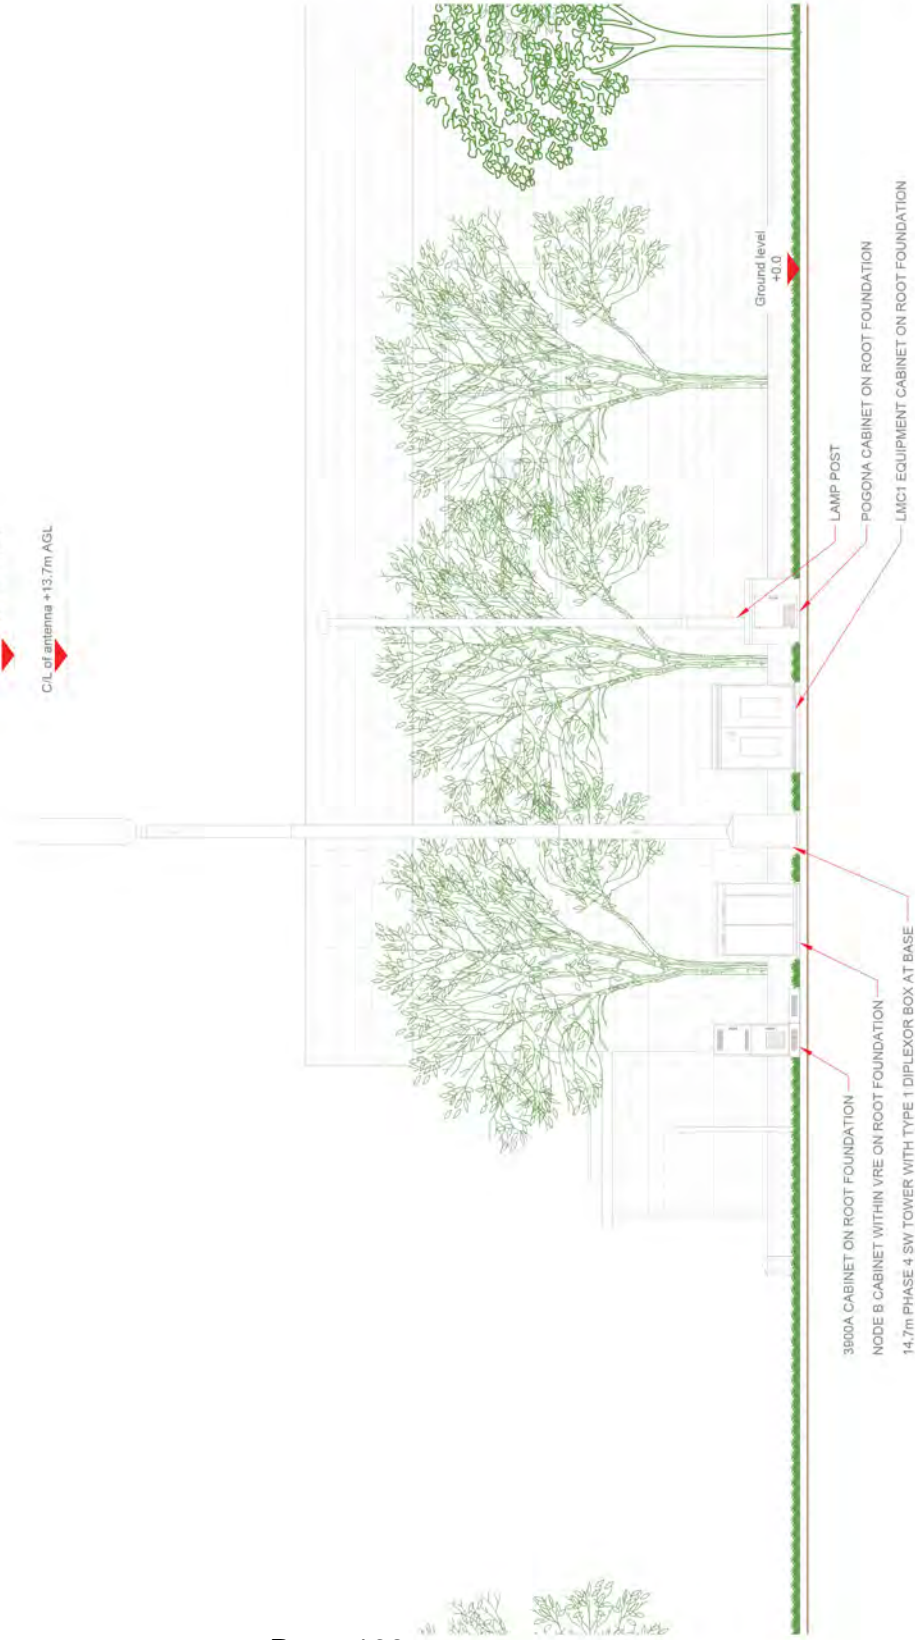 C/L of antenna +13.7m AGL
Ground level
+0.0
LAMP POST
POGONA CABINET ON ROOT FOUNDATION
LMC1 EQUIPMENT CABINET ON ROOT FOUNDATION
3900A CABINET ON ROOT FOUNDATION
NODE B CABINET WITHIN VRE ON ROOT FOUNDATION
14.7m PHASE 4 SW TOWER WITH TYPE 1 DIPLEXOR BOX AT BASE